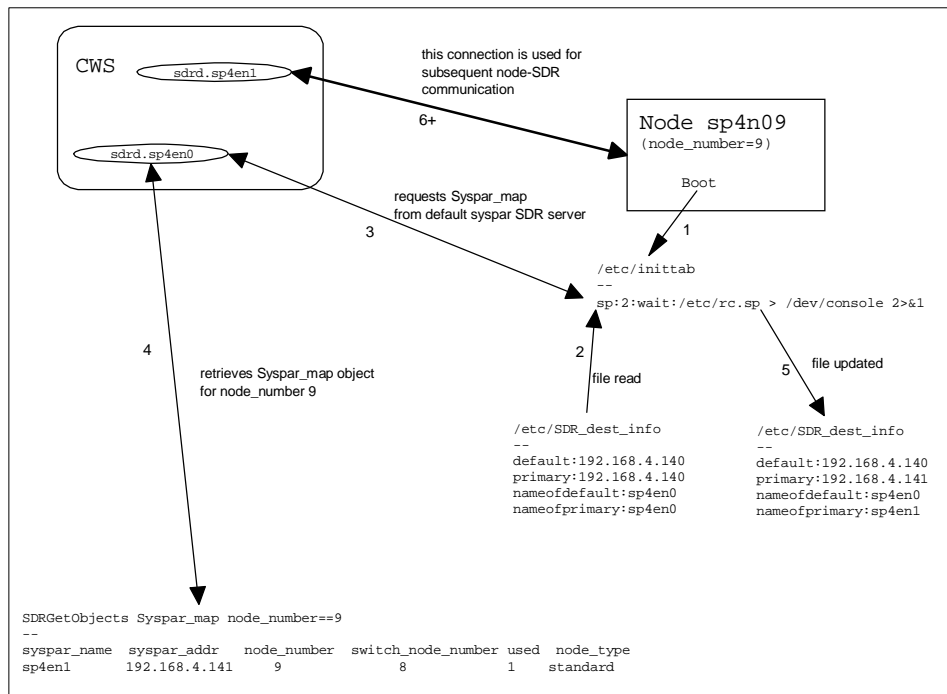 CWS
sdrd.sp4en1
sdrd.sp4en0
this connection is used for
subsequent node-SDR
communication
6+
Node sp4n09
(node_number=9)
Boot
1
requests Syspar_map
from default syspar SDR server
3
/etc/inittab
--
sp:2:wait:/etc/rc.sp > /dev/console 2>&1
4
retrieves Syspar_map object
for node_number 9
2
file read
5
file updated
/etc/SDR_dest_info
--
default:192.168.4.140
primary:192.168.4.140
nameofdefault:sp4en0
nameofprimary:sp4en0
/etc/SDR_dest_info
--
default:192.168.4.140
primary:192.168.4.141
nameofdefault:sp4en0
nameofprimary:sp4en1
SDRGetObjects Syspar_map node_number==9
--
syspar_name syspar_addr node_number switch_node_number used node_type
sp4en1 192.168.4.141 9 8 1 standard